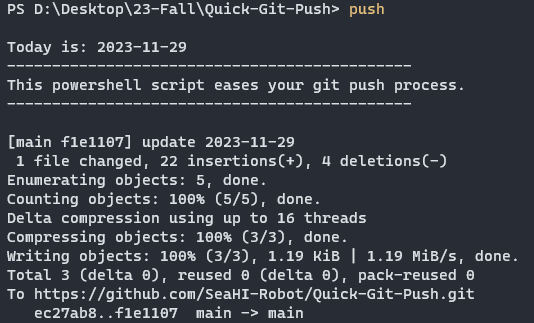 PS D:\Desktop\23-Fall\Quick-Git-Push> push
Today is: 2023-11-29
---------------------------------------------
This powershell script eases your git push process.
---------------------------------------------
[main f1e1107] update 2023-11-29
 1 file changed, 22 insertions(+), 4 deletions(-)
Enumerating objects: 5, done.
Counting objects: 100% (5/5), done.
Delta compression using up to 16 threads
Compressing objects: 100% (3/3), done.
Writing objects: 100% (3/3), 1.19 KiB | 1.19 MiB/s, done.
Total 3 (delta 0), reused 0 (delta 0), pack-reused 0
To https://github.com/SeaHI-Robot/Quick-Git-Push.git
   ec27ab8..f1e1107  main -> main